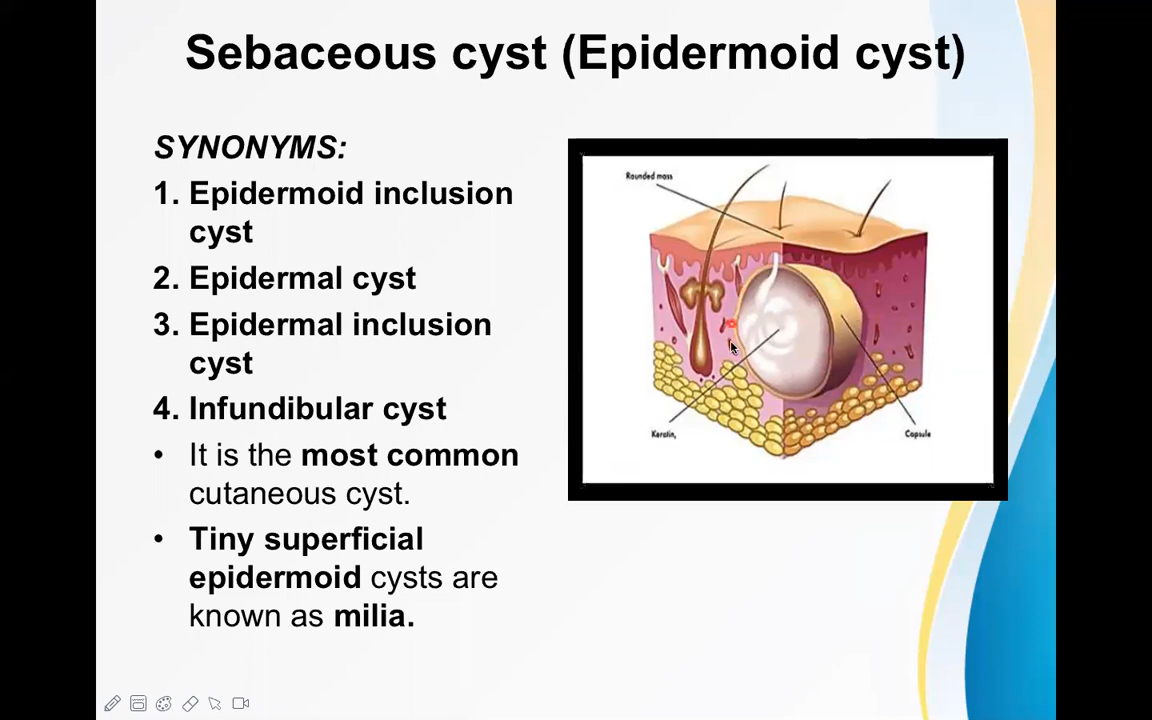 Sebaceous cyst (Epidermoid cyst)
SYNONYMS:
1. Epidermoid inclusion
cyst
2. Epidermal cyst
3. Epidermal inclusion
cyst
4. Infundibular cyst
• It is the most common
cutaneous cyst.
• Tiny superficial
epidermoid cysts are
known as milia.
Rounded mass
Keratin,
Capsule